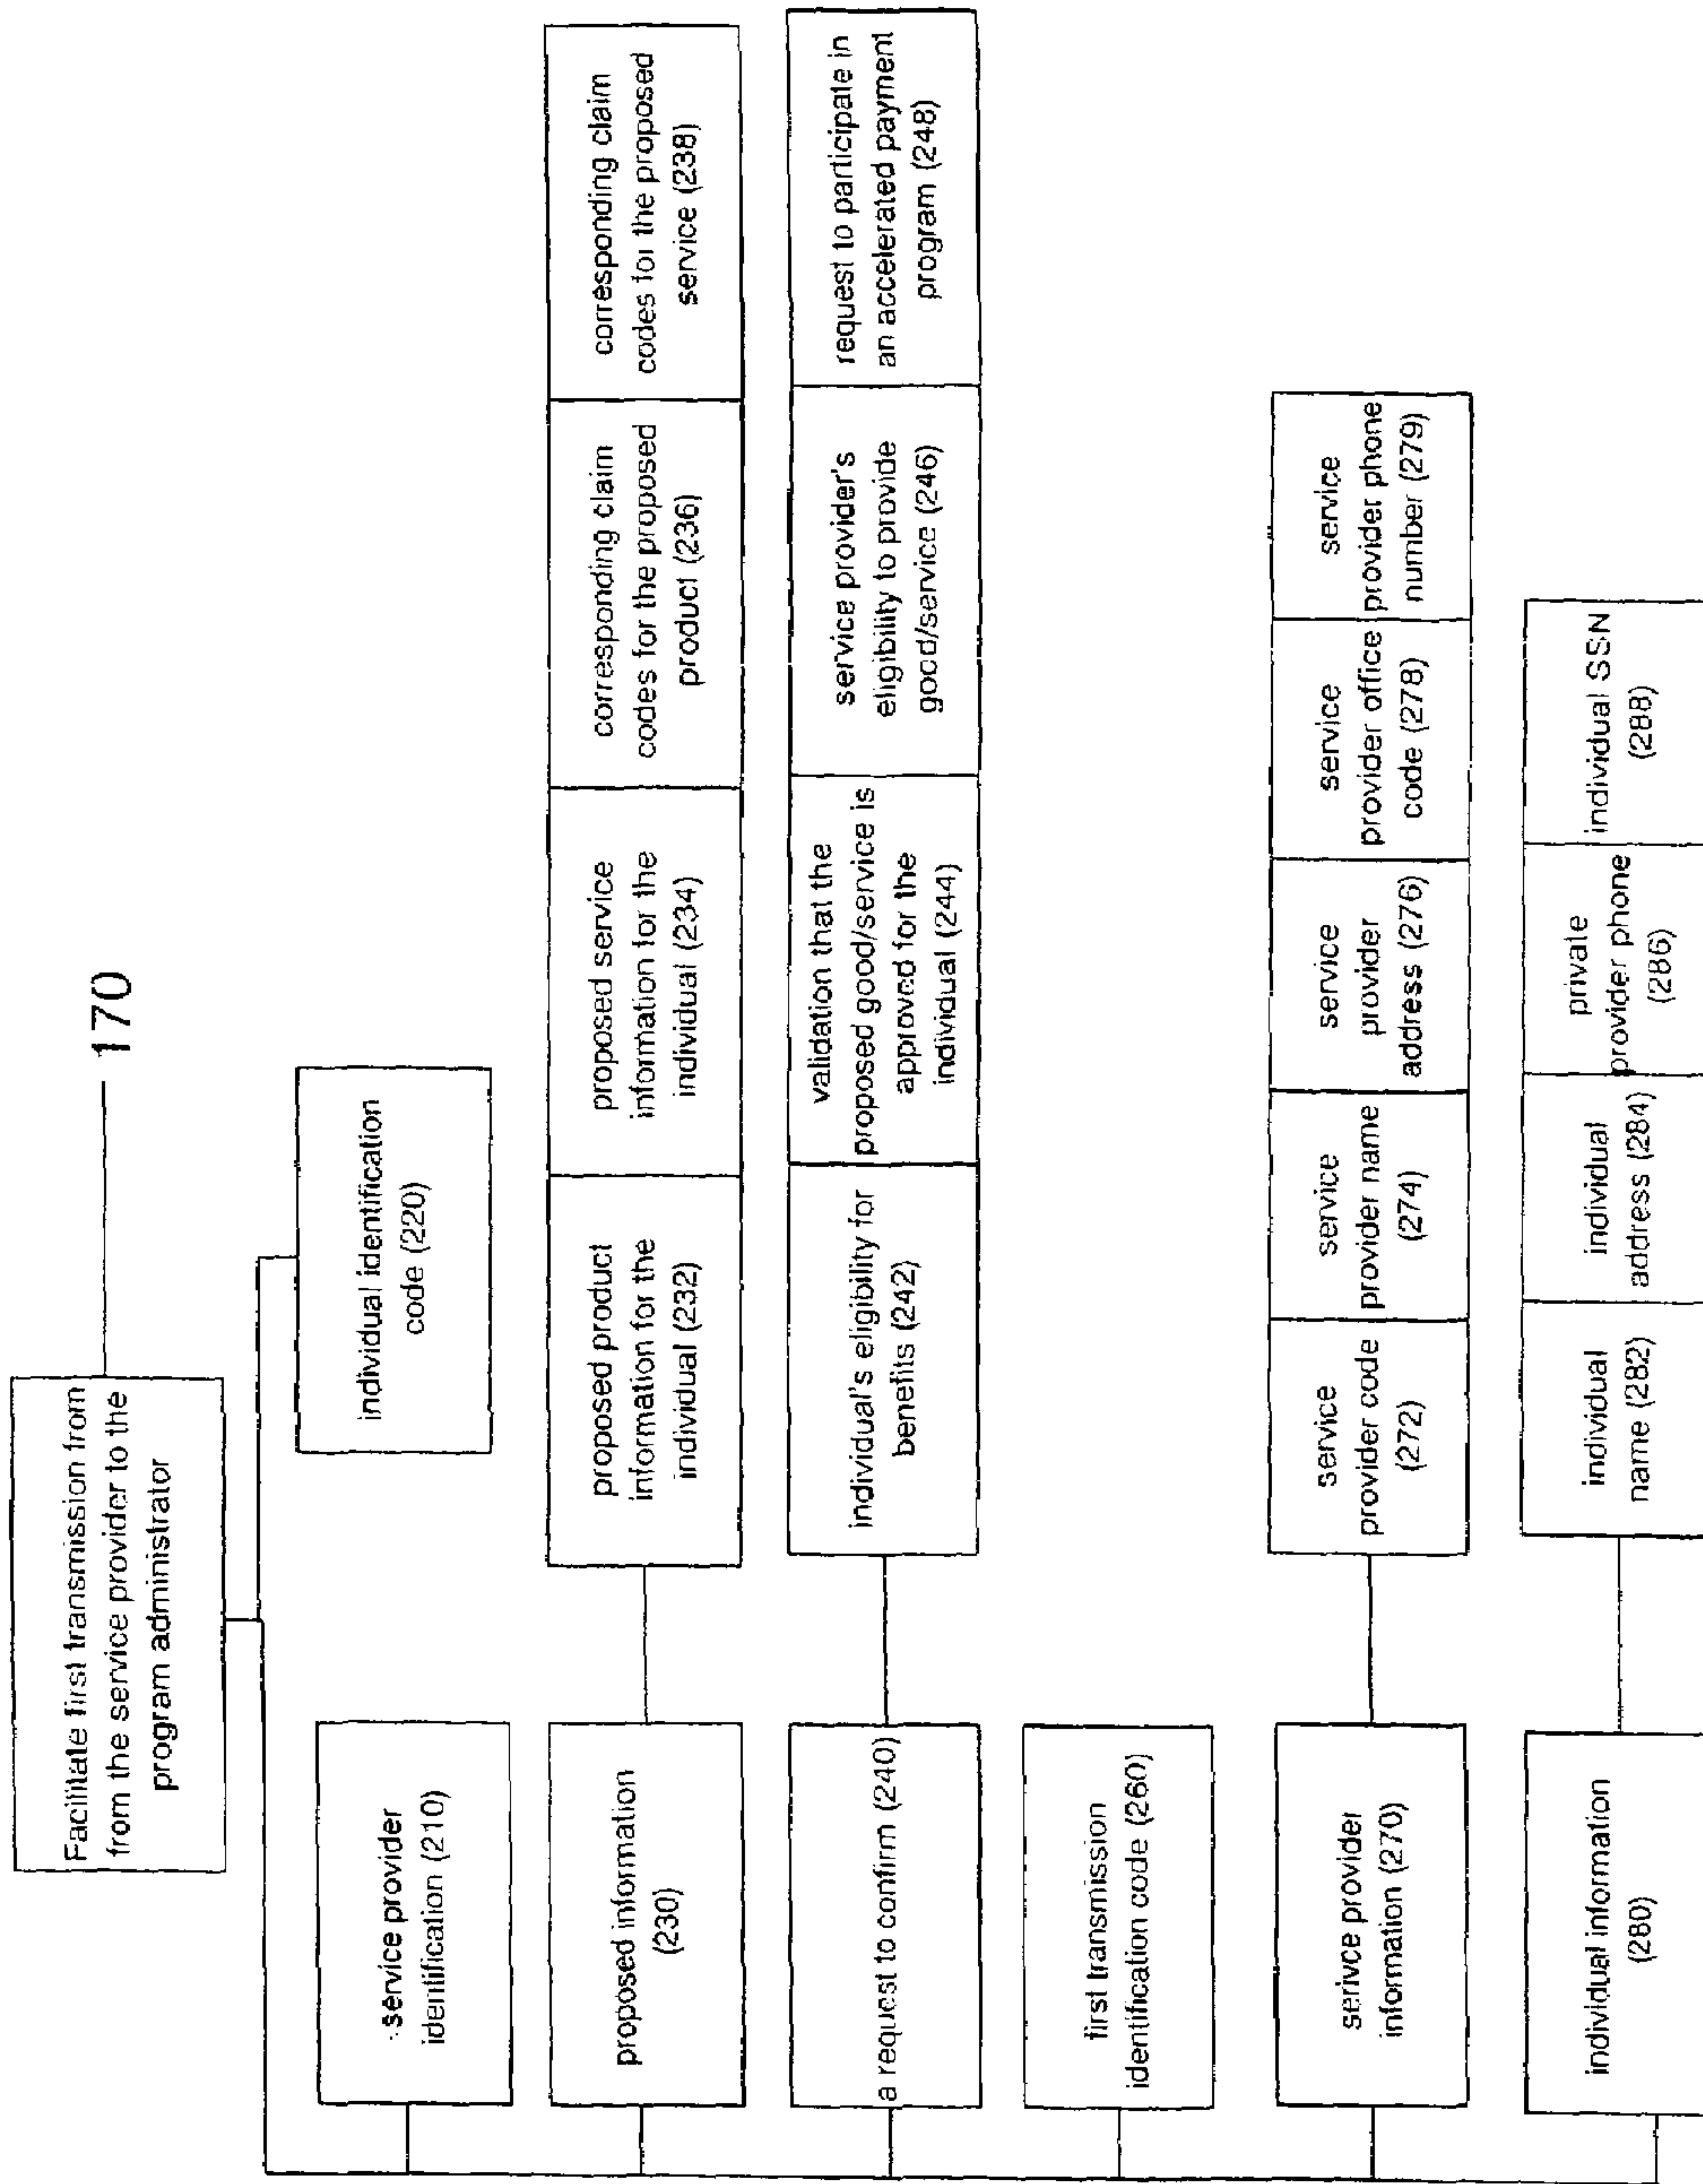 Facilitate first transmission from
from the service provider to the
program administrator
170
individual identification
code (220)
service provider
identification (210)
proposed information
(230)
proposed product
information for the
individual (232)
proposed service
information for the
individual (234)
corresponding claim
codes for the proposed
product (236)
corresponding claim
codes for the proposed
service (238)
a request to confirm (240)
individual's eligibility for
benefits (242)
validation that the
proposed good/service is
approved for the
individual (244)
service provider's
eligibility to provide
good/service (246)
request to participate in
an accelerated payment
program (248)
first transmission
identification code (260)
serivce provider
information (270)
service
provider code
(272)
service
provider name
(274)
service
provider
address (276)
service
provider office
code (278)
service
provider phone
number (279)
individual information
(280)
individual
name (282)
individual
address (284)
private
provider phone
(286)
individual SSN
(288)